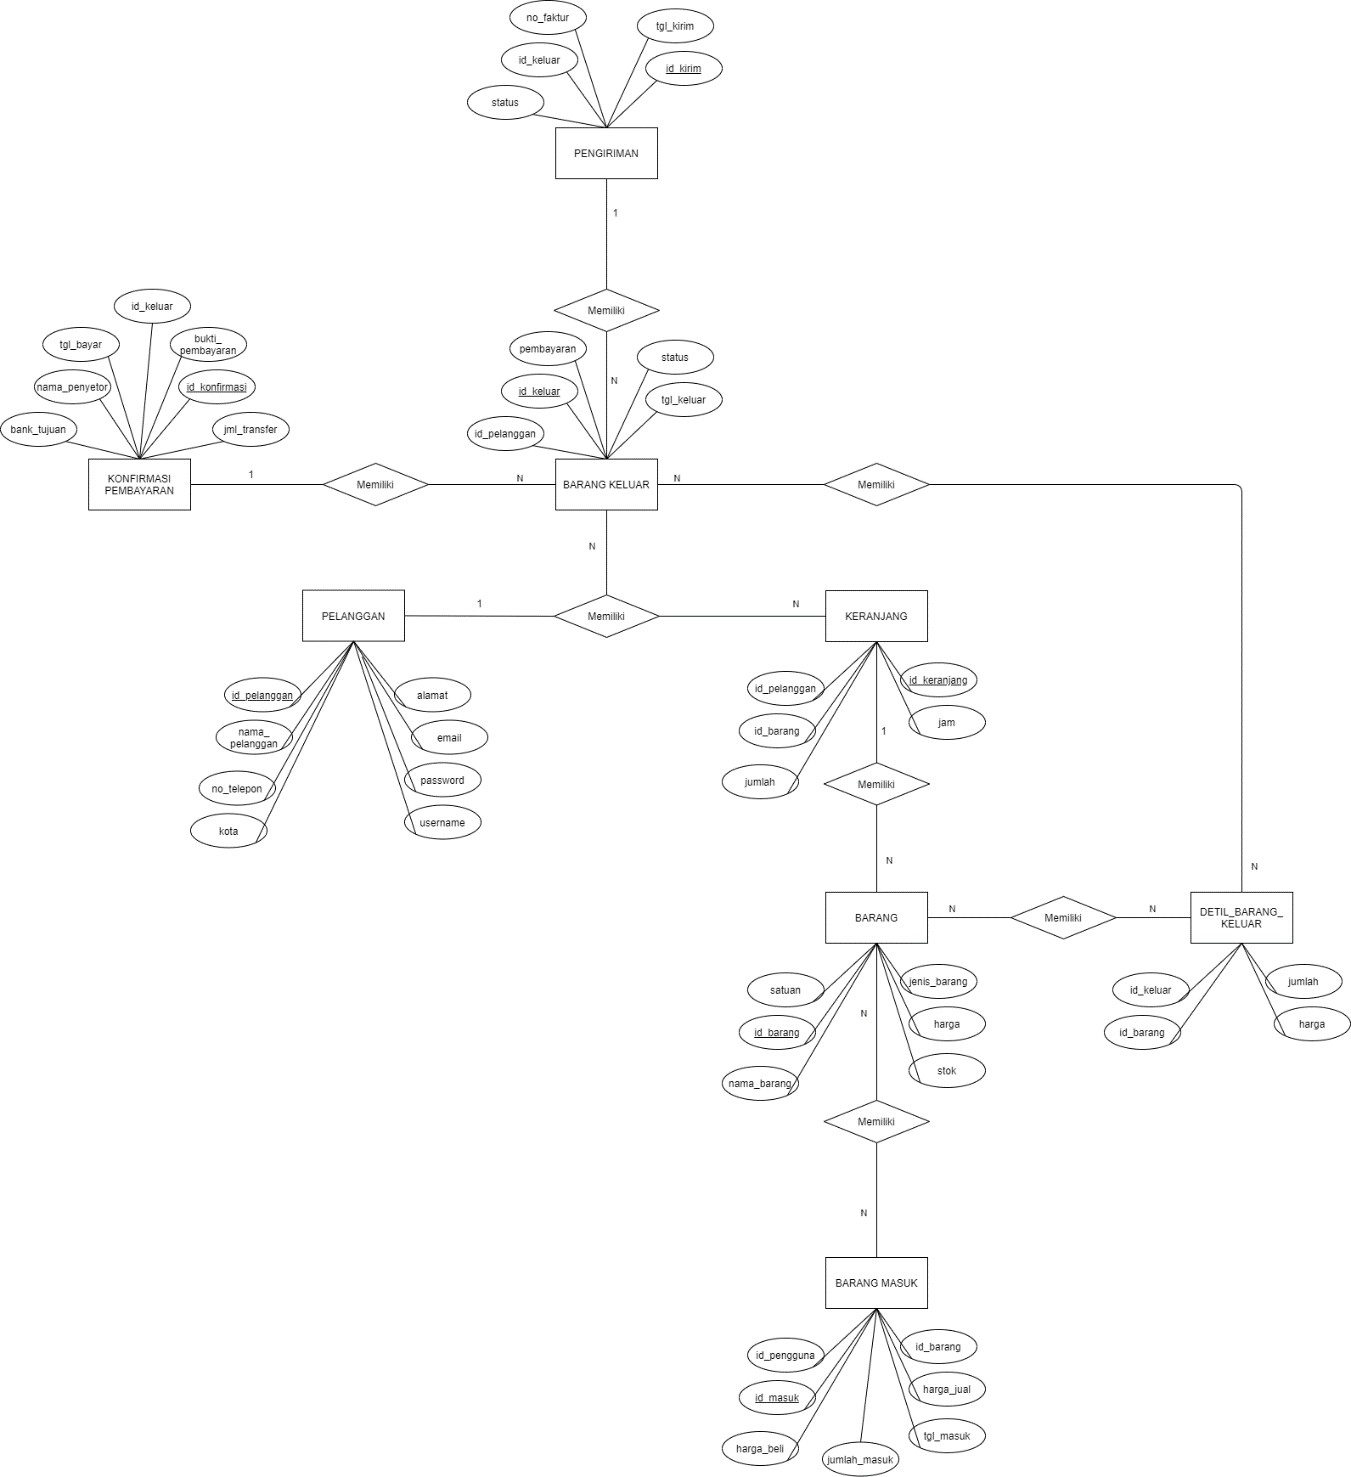 no_faktur
tgl_kirim
id_keluar
id_kirim
status
PENGIRIMAN
1
Memiliki
N
id_keluar
tgl_bayar
bukti_
pembayaran
nama_penyetor
id_konfirmasi
bank_tujuan
jml_transfer
pembayaran
status
id_keluar
tgl_keluar
id_pelanggan
KONFIRMASI
PEMBAYARAN
1
Memiliki
N
BARANG KELUAR
N
Memiliki
N
PELANGGAN
1
Memiliki
N
KERANJANG
id_pelanggan
alamat
nama_
pelanggan
email
no_telepon
password
kota
username
id_pelanggan
id_keranjang
id_barang
jam
jumlah
1
Memiliki
N
N
BARANG
N
Memiliki
N
DETIL_BARANG_
KELUAR
satuan
jenis_barang
id_barang
harga
nama_barang
stok
N
id_keluar
jumlah
id_barang
harga
Memiliki
N
BARANG MASUK
id_pengguna
id_barang
id_masuk
harga_jual
harga_beli
tgl_masuk
jumlah_masuk